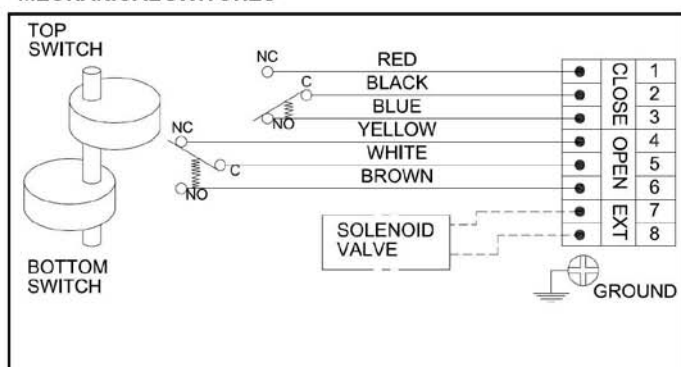 TOP
SWITCH
NC
RED
C
BLACK
BLUE
NO
NC
YELLOW
WHITE
C
BROWN
NO
CLOSE
1
2
3
OPEN
4
5
6
EXT
7
8
SOLENOID
VALVE
BOTTOM
SWITCH
GROUND